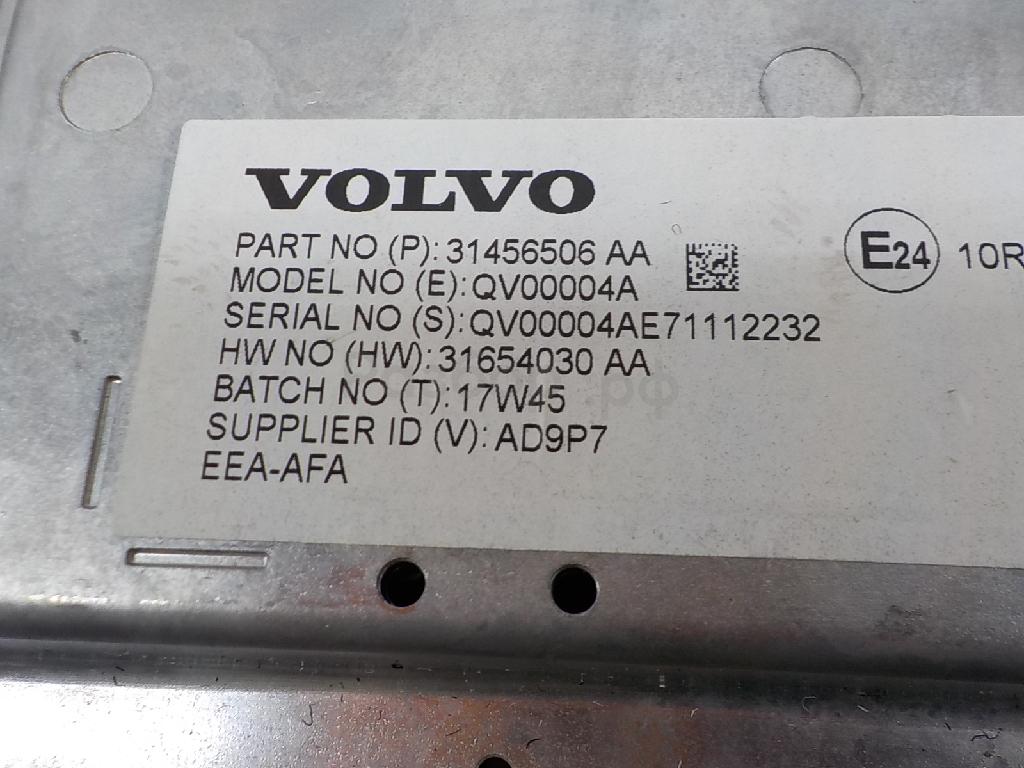 VOLVO
PART NO (P): 31456506 AA
MODEL NO (E): QV00004A
SERIAL NO (S): QV00004AE71112232
HW NO (HW): 31654030 AA
BATCH NO (T): 17W45
SUPPLIER ID (V): AD9P7
EEA-AFA
E24 10R
.рф